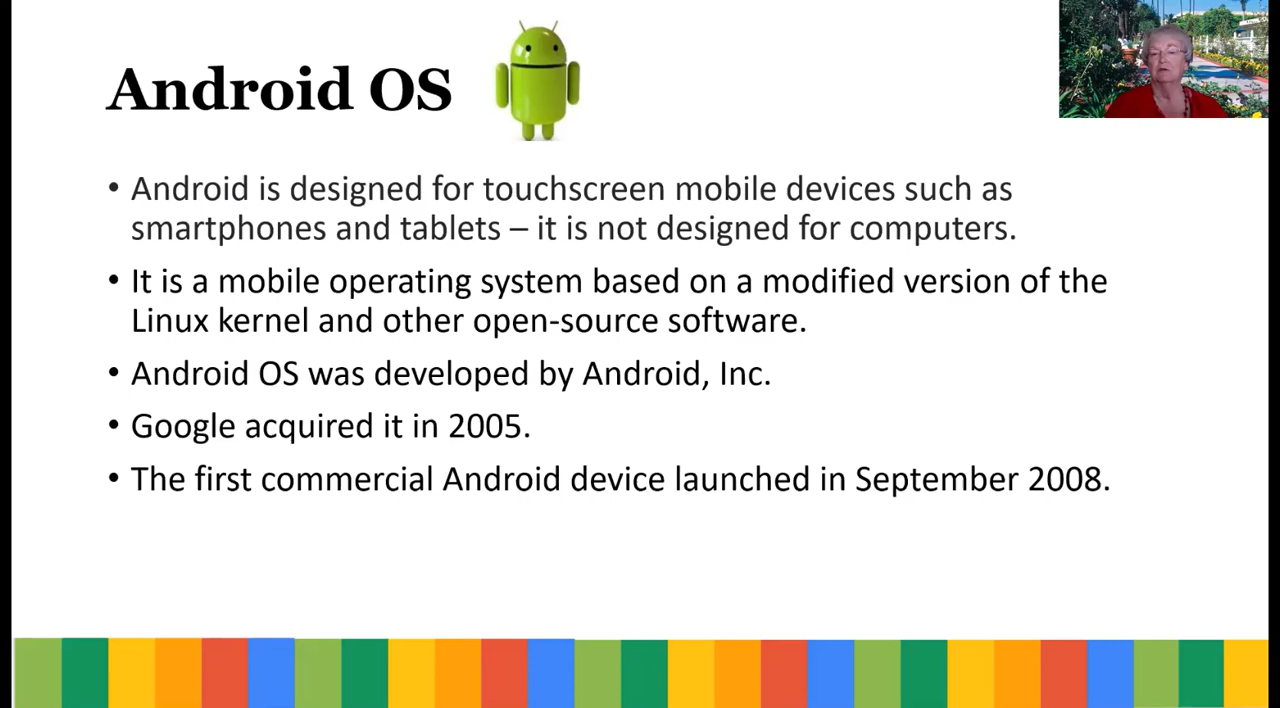 Android OS
• Android is designed for touchscreen mobile devices such as
smartphones and tablets – it is not designed for computers.
• It is a mobile operating system based on a modified version of the
Linux kernel and other open-source software.
• Android OS was developed by Android, Inc.
• Google acquired it in 2005.
• The first commercial Android device launched in September 2008.